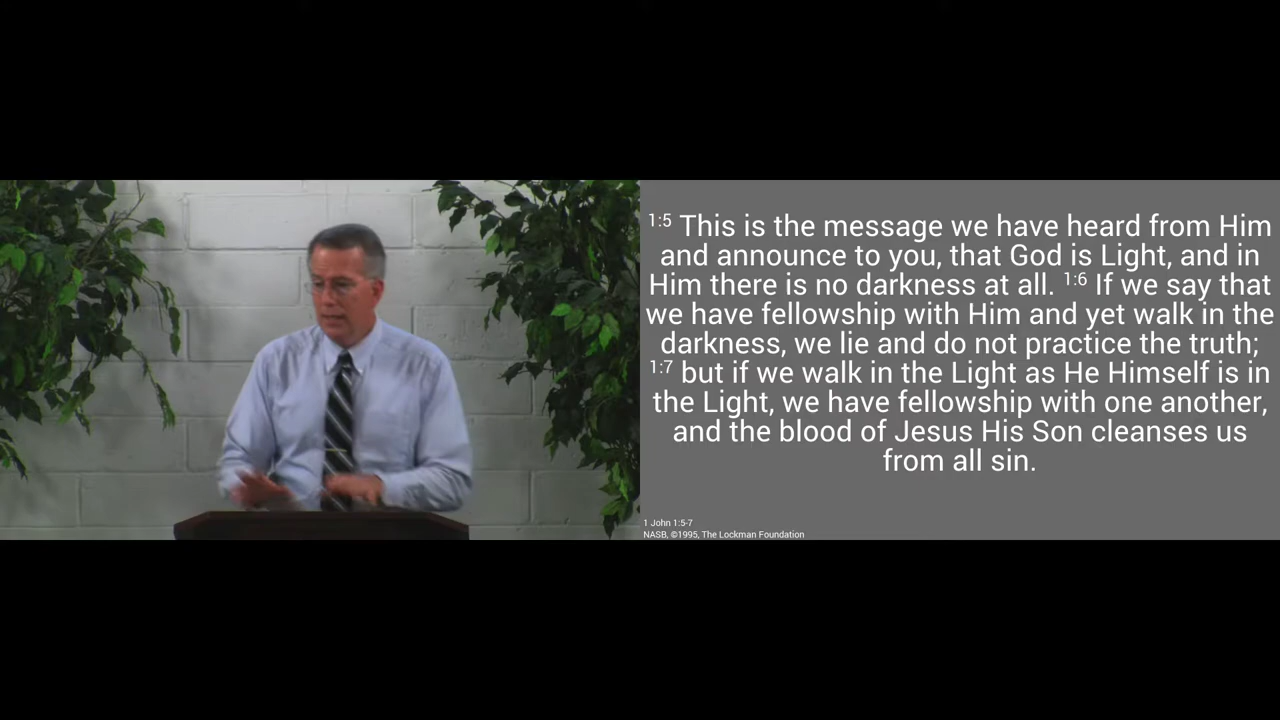 1:5 This is the message we have heard from Him
and announce to you, that God is Light, and in
Him there is no darkness at all. 1:6 If we say that
we have fellowship with Him and yet walk in the
darkness, we lie and do not practice the truth;
1:7 but if we walk in the Light as He Himself is in
the Light, we have fellowship with one another,
and the blood of Jesus His Son cleanses us
from all sin.
1 John 1:5-7
NASB, ©1995, The Lockman Foundation